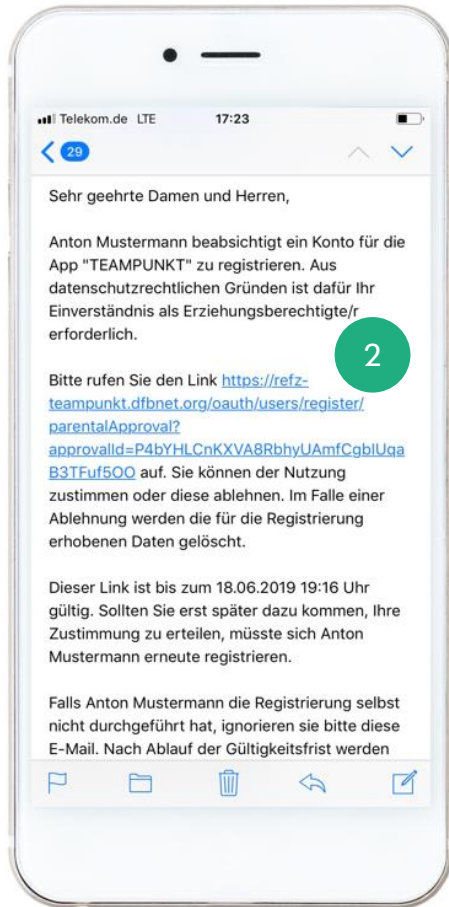 Telekom.de LTE 17:23
29
Sehr geehrte Damen und Herren,
Anton Mustermann beabsichtigt ein Konto für die
App "TEAMPUNKT" zu registrieren. Aus
datenschutzrechtlichen Gründen ist dafür Ihr
Einverständnis als Erziehungsberechtigte/r
erforderlich.
2
Bitte rufen Sie den Link https://refz-
teampunkt.dfbnet.org/oauth/users/register/
parentalApproval?
approvalId=P4bYHLCnKXVA8RbhyUAmfCgbIUqa
B3TFuf5OO auf. Sie können der Nutzung
zustimmen oder diese ablehnen. Im Falle einer
Ablehnung werden die für die Registrierung
erhobenen Daten gelöscht.
Dieser Link ist bis zum 18.06.2019 19:16 Uhr
gültig. Sollten Sie erst später dazu kommen, Ihre
Zustimmung zu erteilen, müsste sich Anton
Mustermann erneute registrieren.
Falls Anton Mustermann die Registrierung selbst
nicht durchgeführt hat, ignorieren sie bitte diese
E-Mail. Nach Ablauf der Gültigkeitsfrist werden